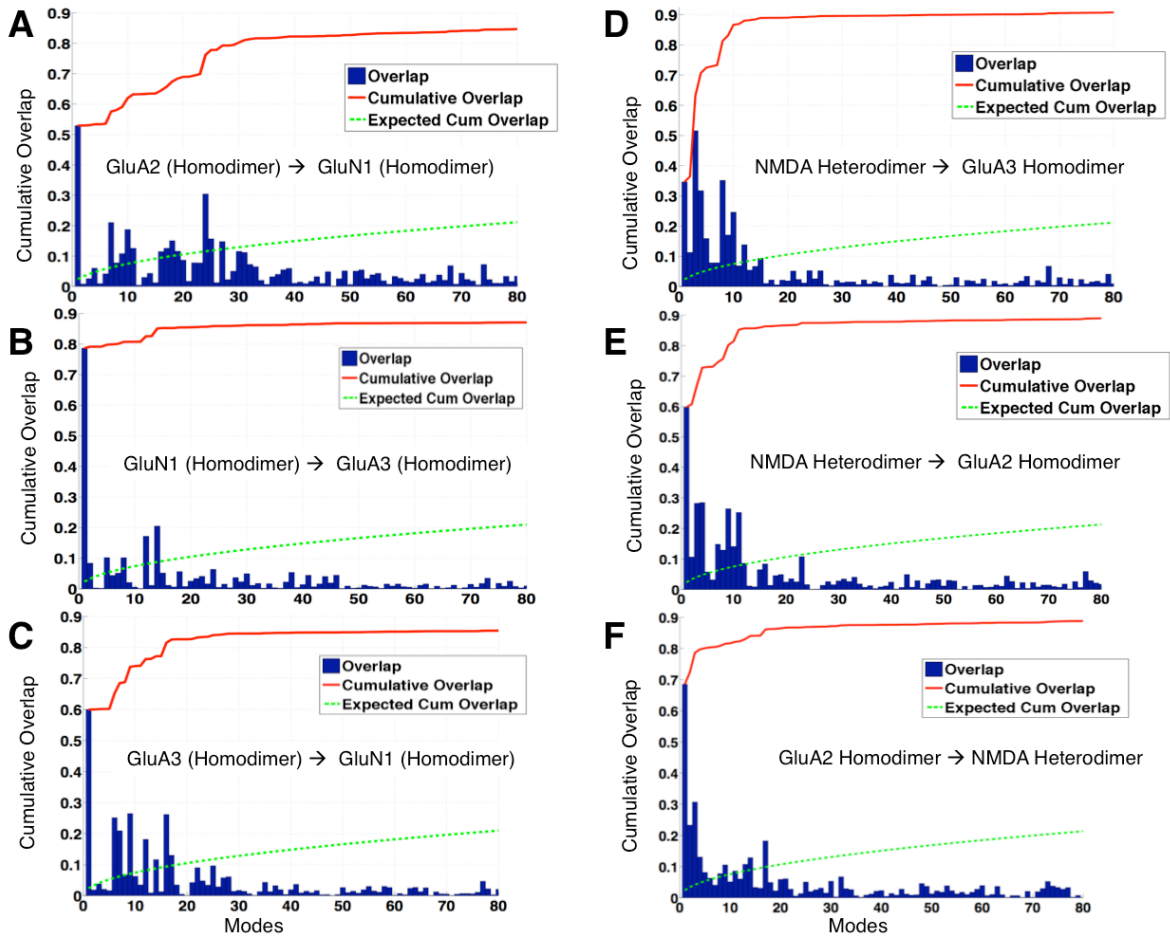 A
0.9
0.8
0.7
0.6
0.5
0.4
0.3
0.2
0.1
0
Cumulative Overlap
Overlap
Cumulative Overlap
Expected Cum Overlap
GluA2 (Homodimer) → GluN1 (Homodimer)
0 10 20 30 40 50 60 70 80
B
0.9
0.8
0.7
0.6
0.5
0.4
0.3
0.2
0.1
0
Cumulative Overlap
Overlap
Cumulative Overlap
Expected Cum Overlap
GluN1 (Homodimer) → GluA3 (Homodimer)
0 10 20 30 40 50 60 70 80
C
0.9
0.8
0.7
0.6
0.5
0.4
0.3
0.2
0.1
0
Cumulative Overlap
Overlap
Cumulative Overlap
Expected Cum Overlap
GluA3 (Homodimer) → GluN1 (Homodimer)
0 10 20 30 40 50 60 70 80
Modes
D
0.9
0.8
0.7
0.6
0.5
0.4
0.3
0.2
0.1
0
Cumulative Overlap
Overlap
Cumulative Overlap
Expected Cum Overlap
NMDA Heterodimer → GluA3 Homodimer
0 10 20 30 40 50 60 70 80
E
0.9
0.8
0.7
0.6
0.5
0.4
0.3
0.2
0.1
0
Cumulative Overlap
Overlap
Cumulative Overlap
Expected Cum Overlap
NMDA Heterodimer → GluA2 Homodimer
0 10 20 30 40 50 60 70 80
F
0.9
0.8
0.7
0.6
0.5
0.4
0.3
0.2
0.1
0
Cumulative Overlap
Overlap
Cumulative Overlap
Expected Cum Overlap
GluA2 Homodimer → NMDA Heterodimer
0 10 20 30 40 50 60 70 80
Modes